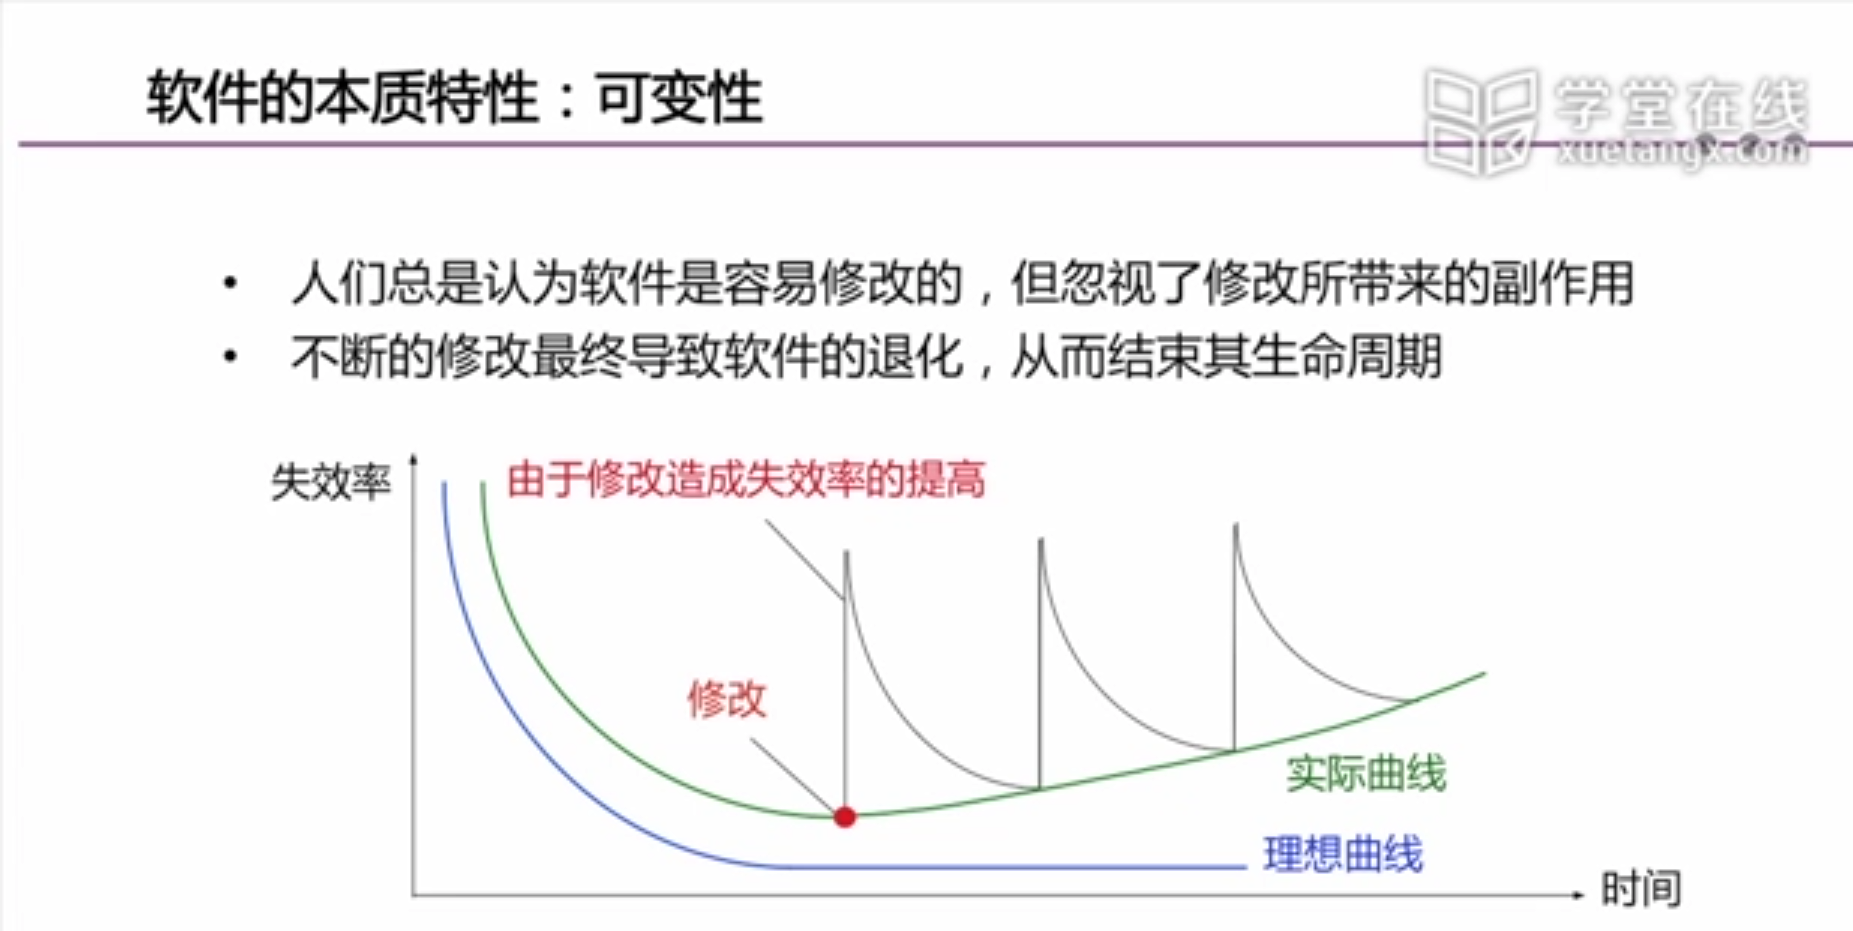 软件的本质特性：可变性
学堂在线
xuetangx.com
• 人们总是认为软件是容易修改的，但忽视了修改所带来的副作用
• 不断的修改最终导致软件的退化，从而结束其生命周期
失效率
由于修改造成失效率的提高
修改
实际曲线
理想曲线
时间